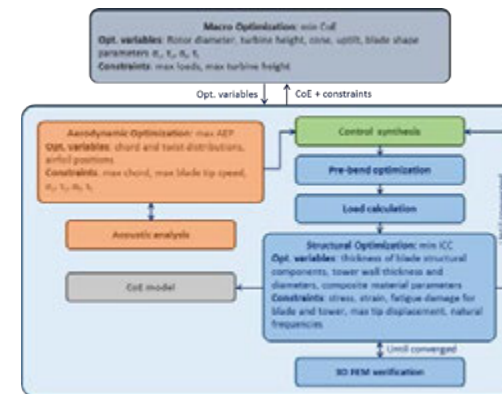 Macro Optimization: min CoE
Opt. variables: Rotor diameter, turbine height, cone, uptilt, blade shape
parameters
Constraints: max loads, max turbine height
Opt. variables
CoE + constraints
Aerodynamic Optimization: max AEP
Opt. variables: chord and twist distributions,
airfoil positions
Constraints: max chord, max blade tip speed,
Acoustic analysis
CoE model
Control synthesis
Pre-bend optimization
Load calculation
Structural Optimization: min ICC
Opt. variables: thickness of blade structural
components, tower wall thickness and
diameters, composite material parameters
Constraints: stress, strain, fatigue damage for
blade and tower, max tip displacement, natural
frequencies
Until converged
3D FEM verification